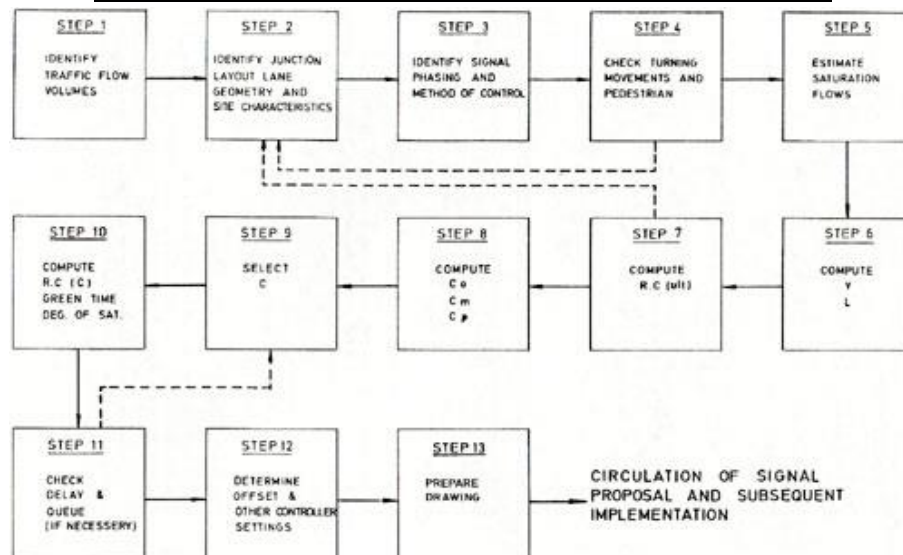 STEP 1
IDENTIFY
TRAFFIC FLOW
VOLUMES
STEP 2
IDENTIFY JUNCTION
LAYOUT LANE
GEOMETRY AND
SITE CHARACTERISTICS
STEP 3
IDENTIFY SIGNAL
PHASING AND
METHOD OF CONTROL
STEP 4
CHECK TURNING
MOVEMENTS AND
PEDESTRIAN
STEP 5
ESTIMATE
SATURATION
FLOWS
STEP 6
COMPUTE
Y
L
STEP 7
COMPUTE
R.C (ult)
STEP 8
COMPUTE
Co
Cm
Cp
STEP 9
SELECT
C
STEP 10
COMPUTE
R.C (C)
GREEN TIME
DEG. OF SAT.
STEP 11
CHECK
DELAY &
QUEUE
(IF NECESSERY)
STEP 12
DETERMINE
OFFSET &
OTHER CONTROLLER
SETTINGS
STEP 13
PREPARE
DRAWING
CIRCULATION OF SIGNAL
PROPOSAL AND SUBSEQUENT
IMPLEMENTATION